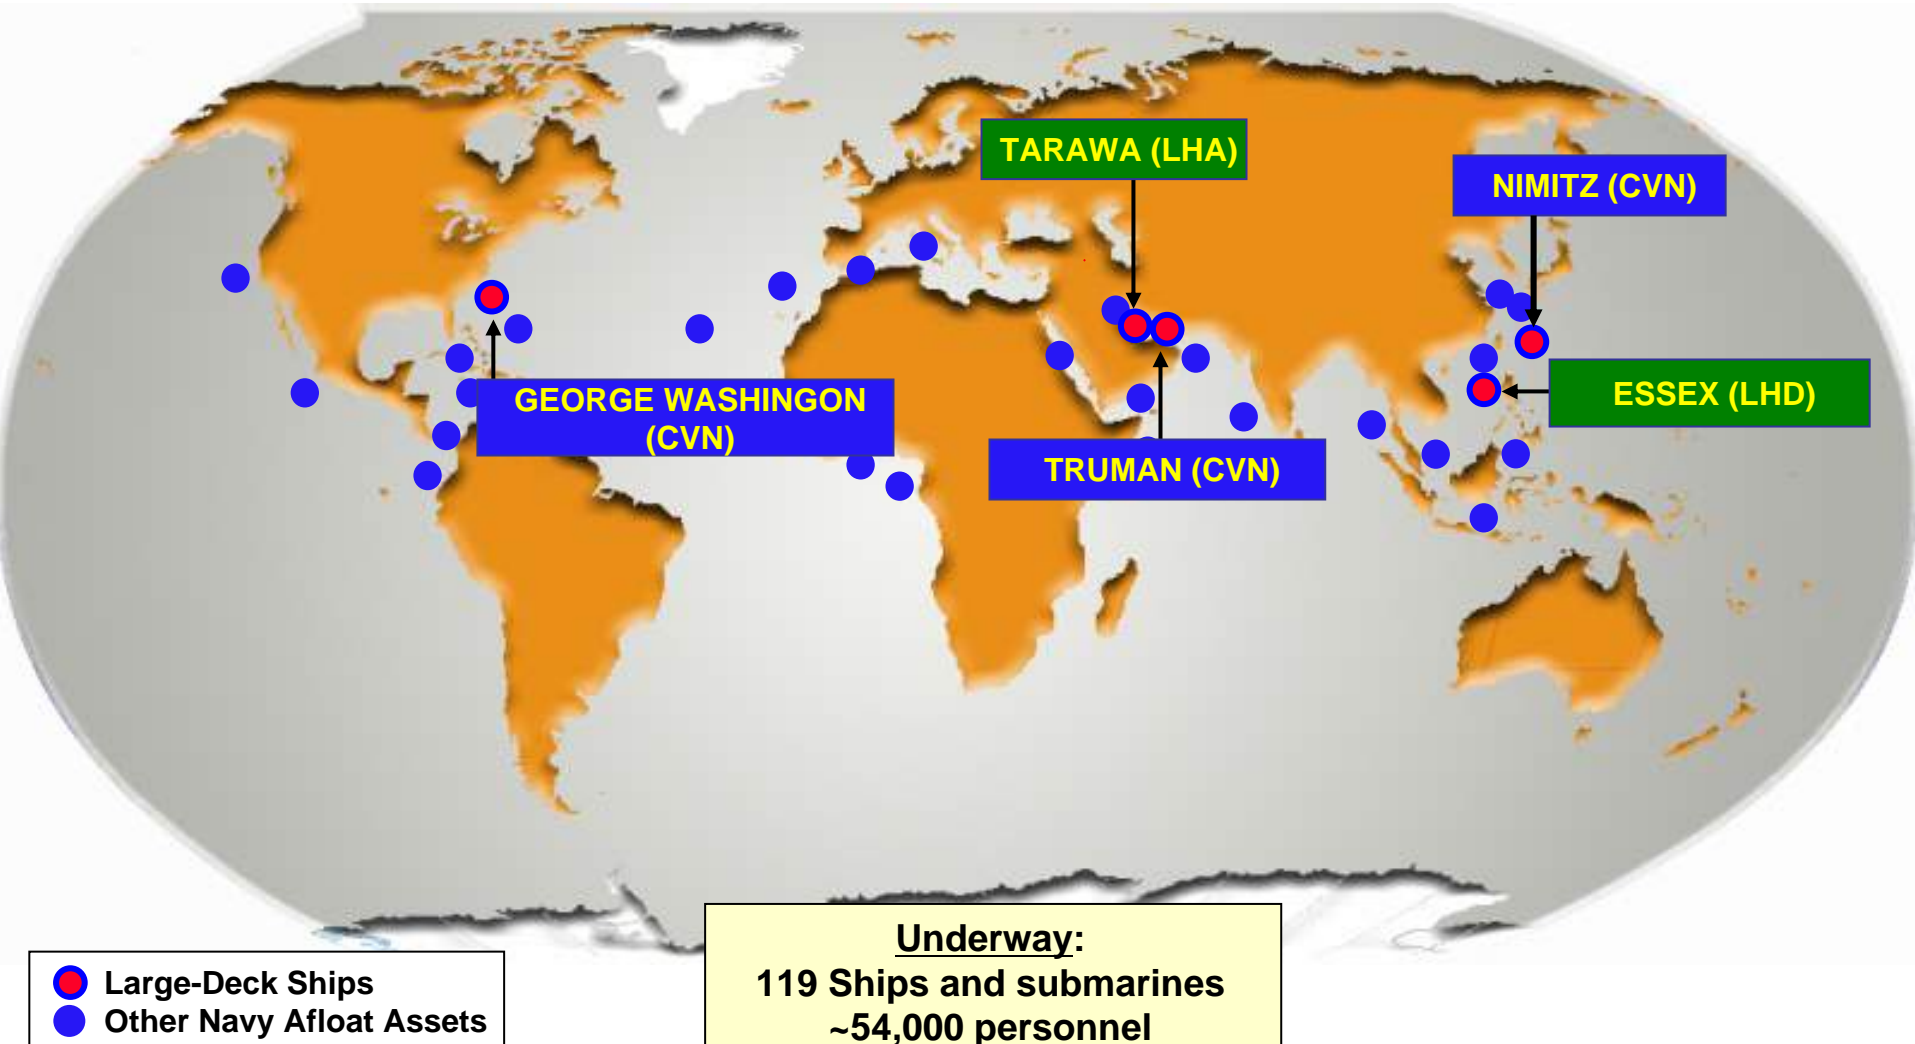 TARAWA (LHA)
NIMITZ (CVN)
GEORGE WASHINGON
(CVN)
ESSEX (LHD)
TRUMAN (CVN)
Underway:
119 Ships and submarines
~54,000 personnel
Large-Deck Ships
Other Navy Afloat Assets